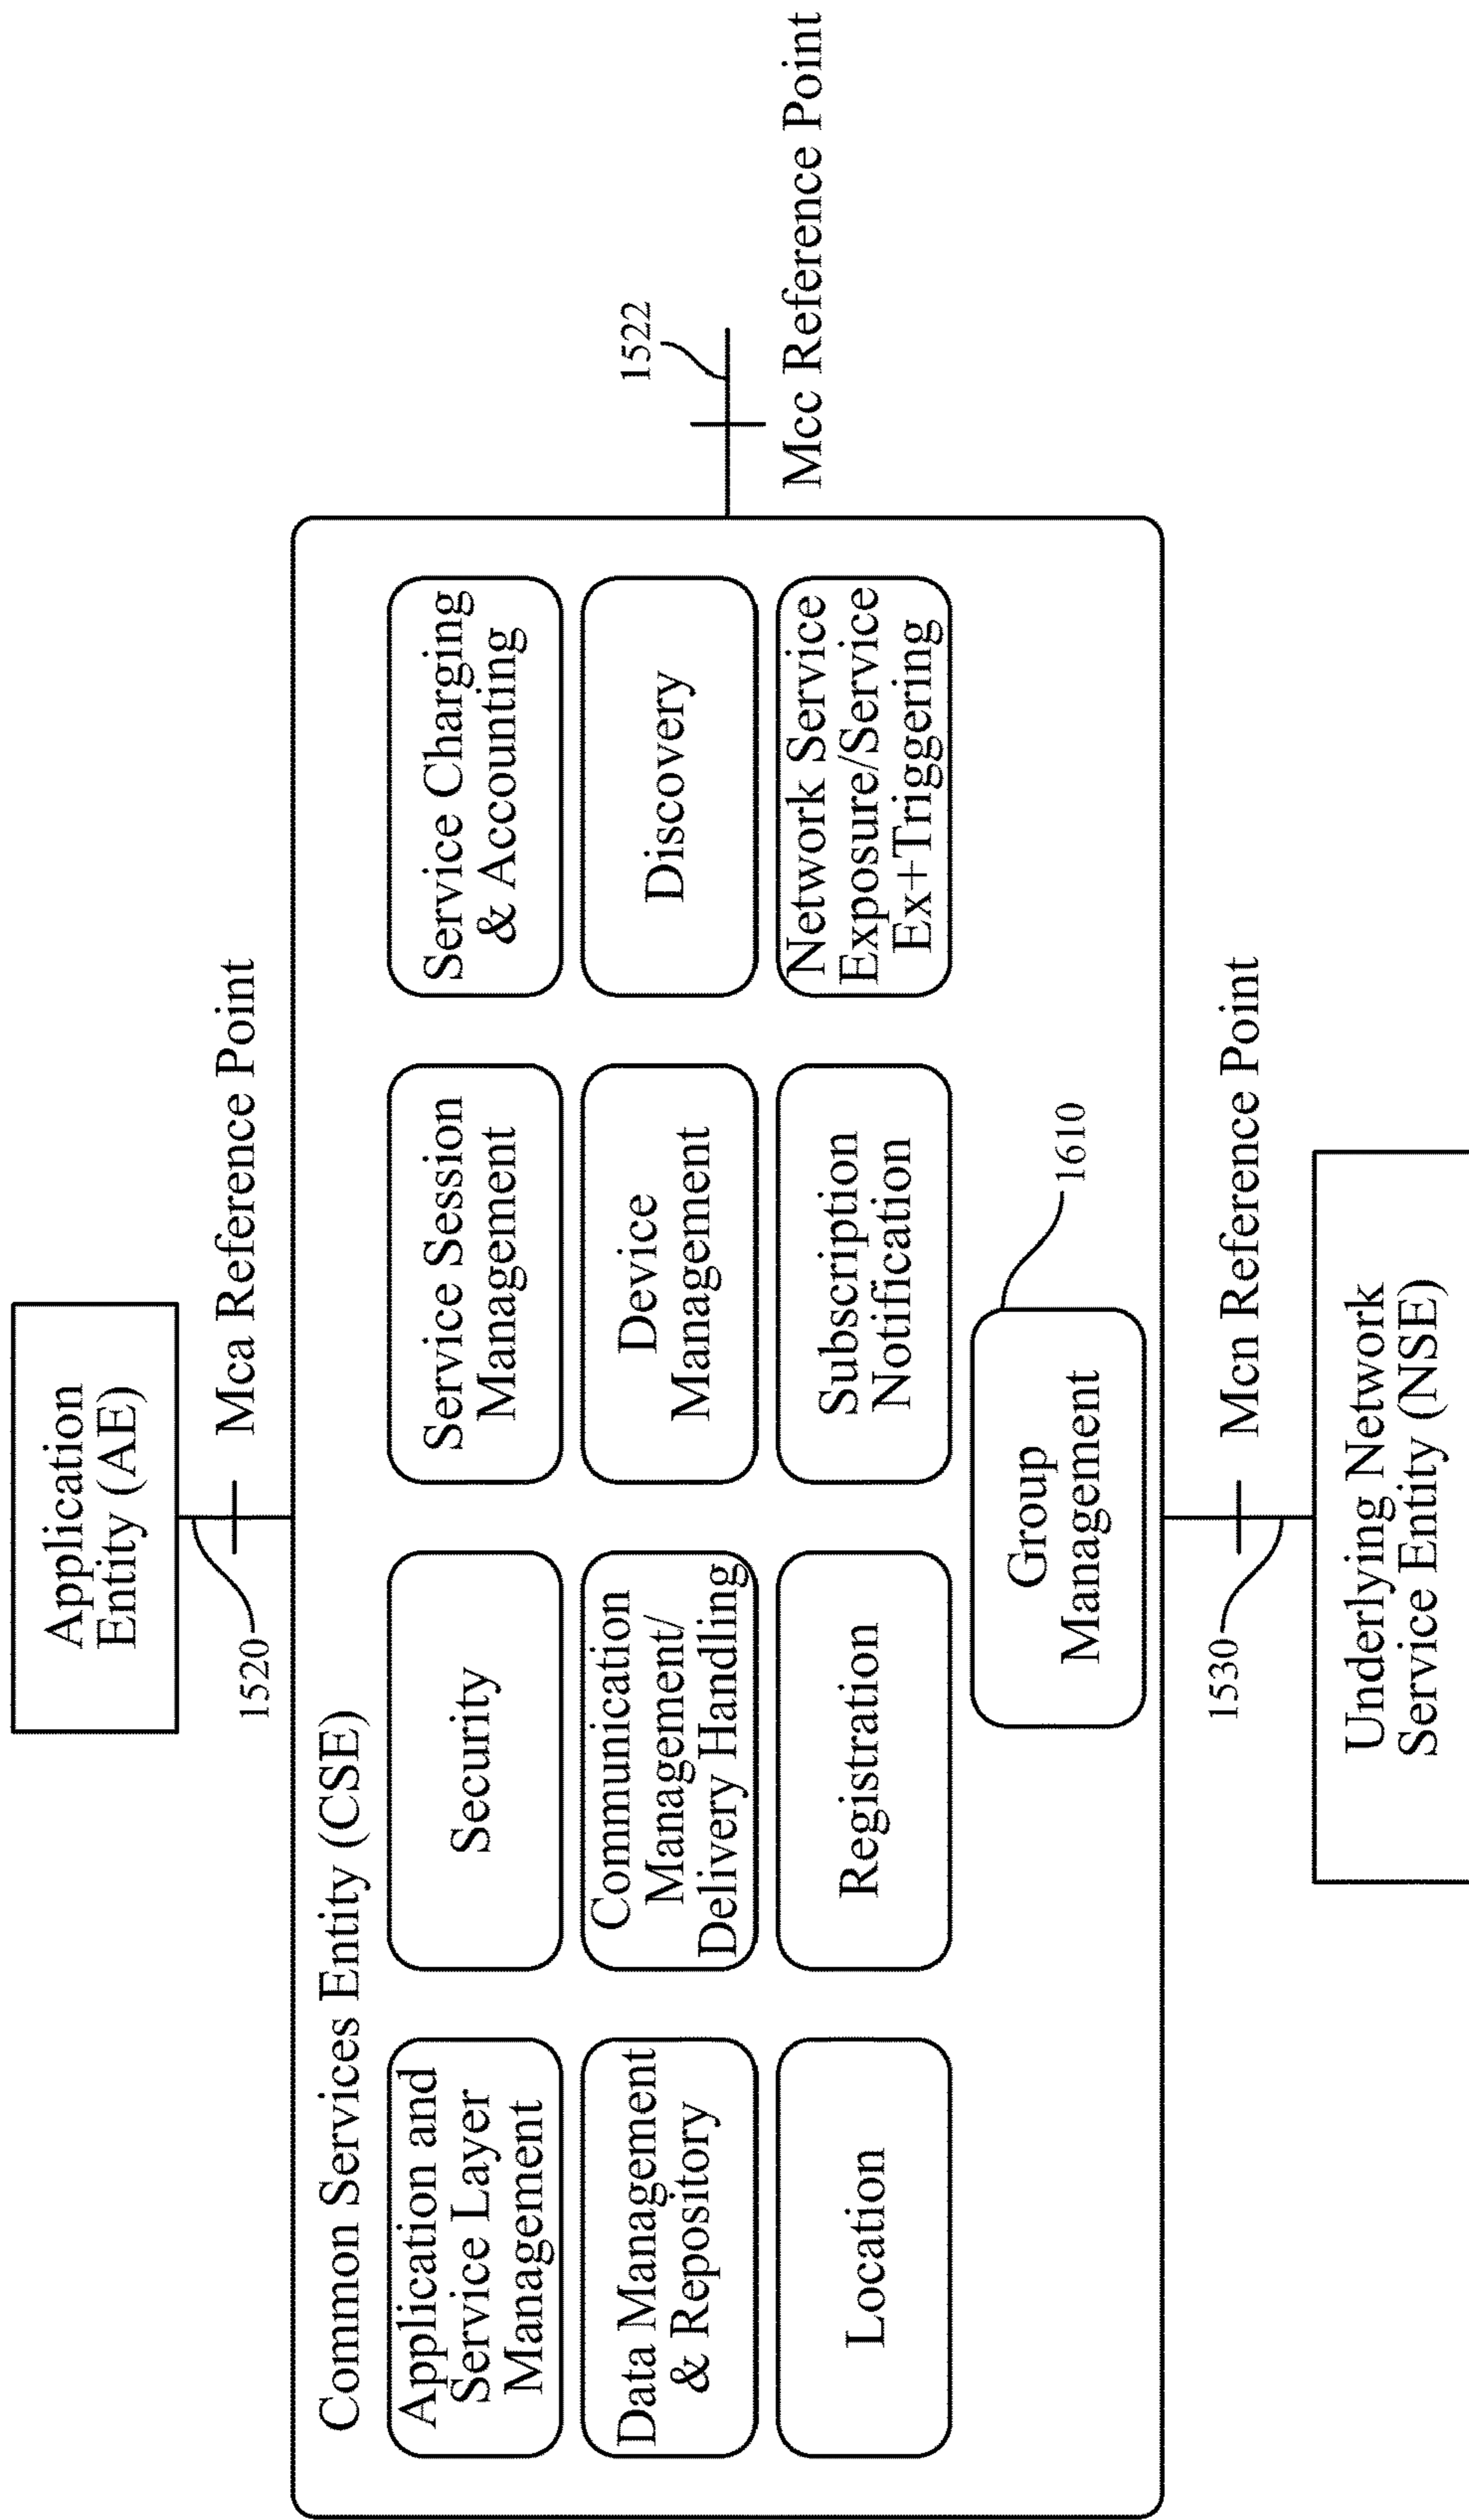 Application
Entity (AE)
1520
Mca Reference Point
Common Services Entity (CSE)
Application and
Service Layer
Management
Security
Service Session
Management
Service Charging
& Accounting
Data Management
& Repository
Communication
Management/
Delivery Handling
Device
Management
Discovery
1522
Mcc Reference Point
Location
Registration
Subscription
Notification
Network Service
Exposure/Service
Ex+Triggering
Group
Management
1610
1530
Mcn Reference Point
Underlying Network
Service Entity (NSE)